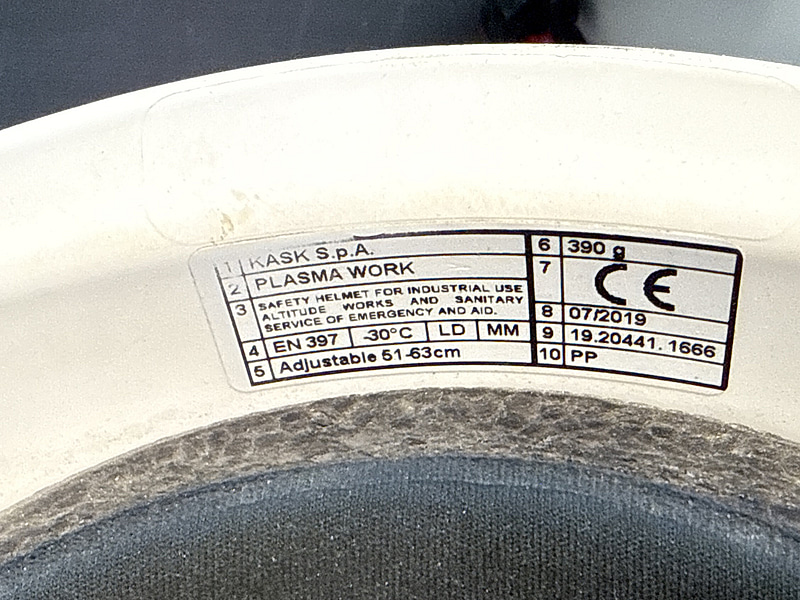 1 KASK S.p.A.
2 PLASMA WORK
3 SAFETY HELMET FOR INDUSTRIAL USE
ALTITUDE WORKS AND SANITARY
SERVICE OF EMERGENCY AND AID.
4 EN 397 -30°C LD MM
5 Adjustable 51-63cm
6 390 g
7 CE
8 07/2019
9 19.20441.1666
10 PP